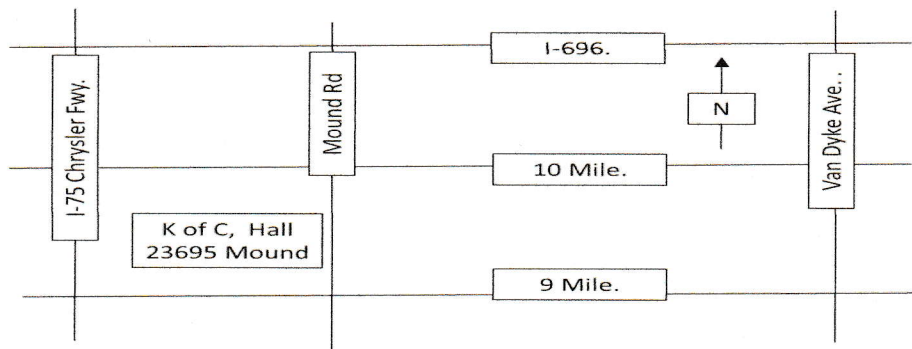 I-696.
I-75 Chrysler Fwy.
Mound Rd
N
Van Dyke Ave. .
10 Mile.
K of C, Hall
23695 Mound
9 Mile.